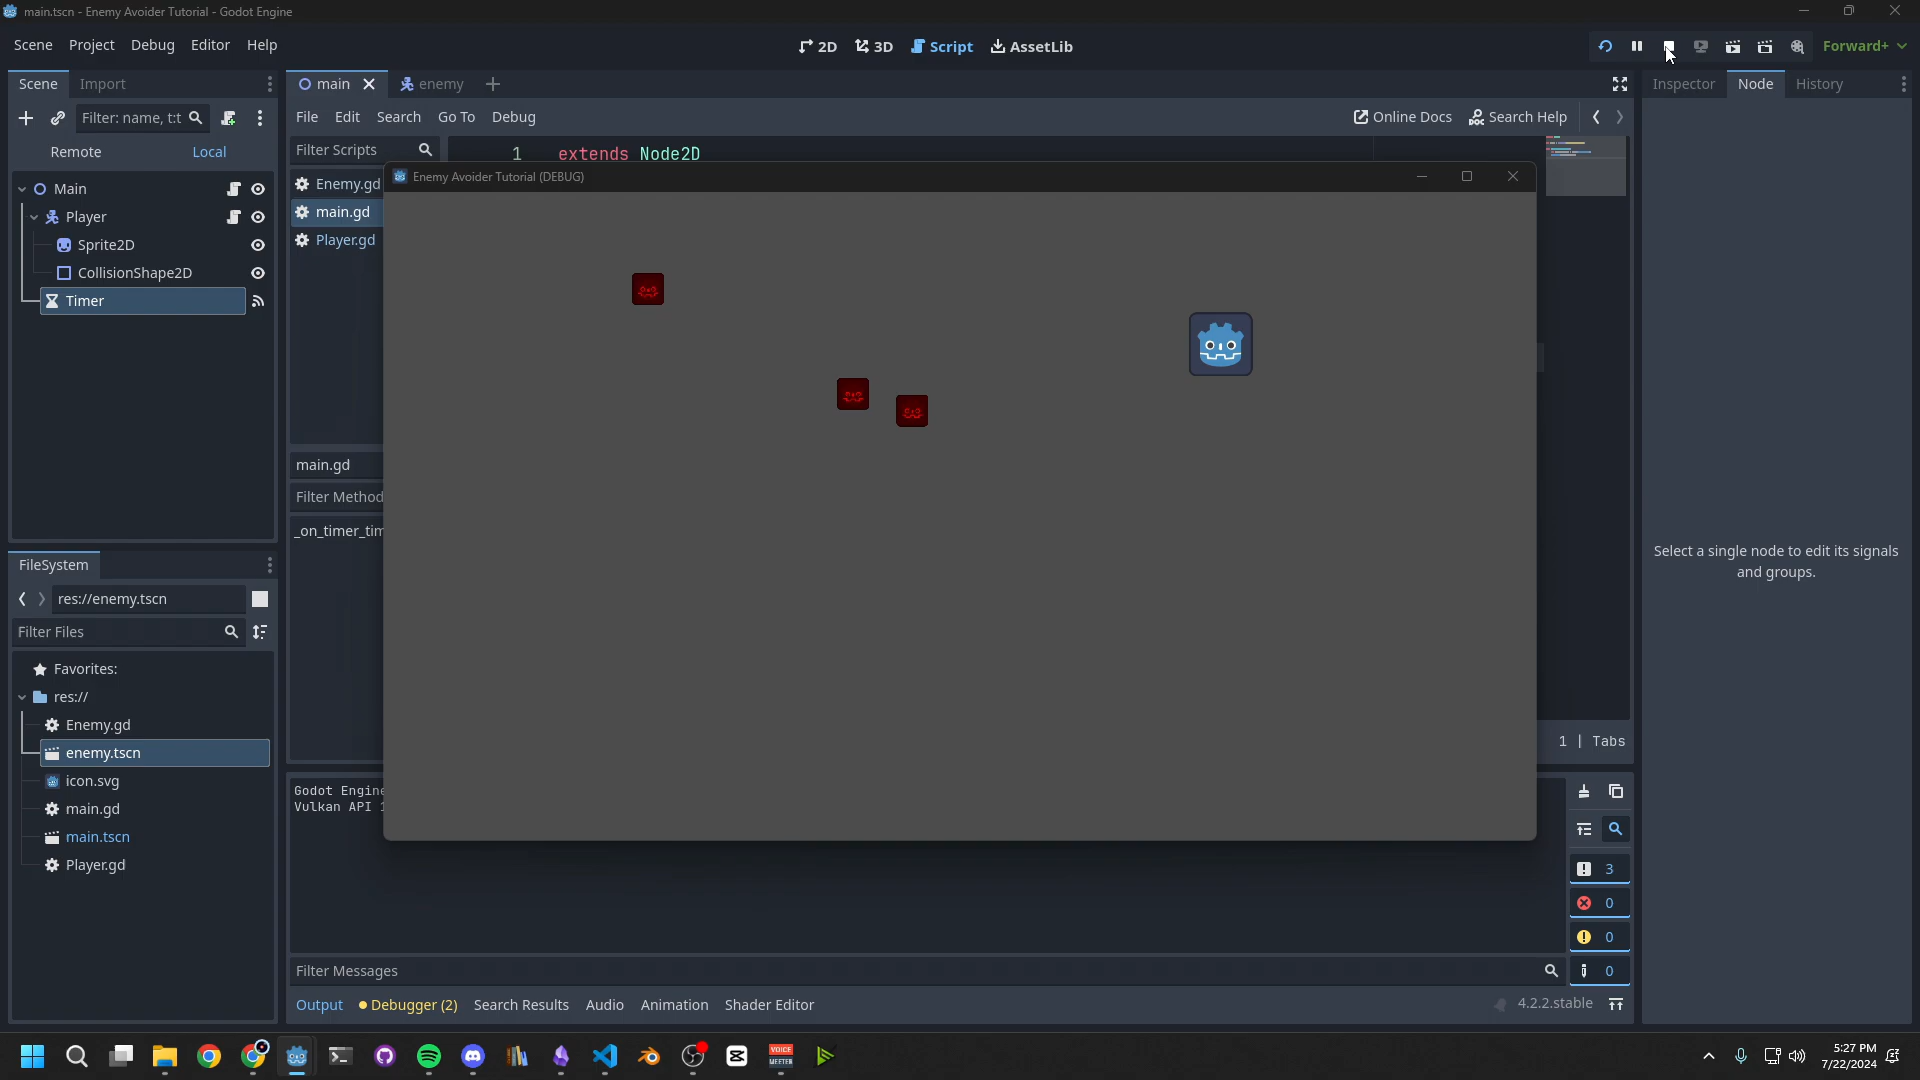 main.tscn - Enemy Avoider Tutorial - Godot Engine
Scene Project Debug Editor Help
2D 3D Script AssetLib
Forward+
Scene Import
main enemy
Inspector Node History
Filter: name, t:t
File Edit Search Go To Debug
Online Docs Search Help
Remote Local
Filter Scripts
1 extends Node2D
Main
Player
Sprite2D
CollisionShape2D
Timer
Enemy.gd
main.gd
Player.gd
Enemy Avoider Tutorial (DEBUG)
main.gd
Filter Method
_on_timer_tim
Select a single node to edit its signals
and groups.
FileSystem
res://enemy.tscn
Filter Files
Favorites:
res://
Enemy.gd
enemy.tscn
icon.svg
main.gd
main.tscn
Player.gd
1 | Tabs
Godot Engine
Vulkan API 1
3
0
0
0
Filter Messages
Output Debugger (2) Search Results Audio Animation Shader Editor
4.2.2.stable
VOICE
MEETER
5:27 PM
7/22/2024